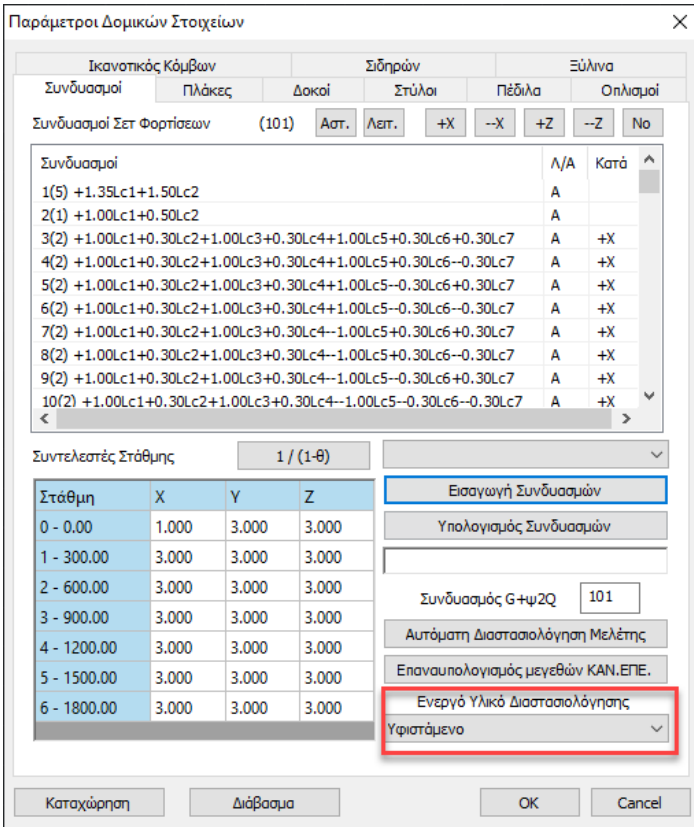 Παράμετροι Δομικών Στοιχείων
Ικανοτικός Κόμβων Σιδηρών Ξύλινα
Συνδυασμοί Πλάκες Δοκοί Στύλοι Πέδιλα Οπλισμοί
Συνδυασμοί Σετ Φορτίσεων (101) Αστ. Λειτ. +X --X +Z --Z No
Συνδυασμοί Λ/Α Κατά
1(5) +1.35Lc1+1.50Lc2 Α
2(1) +1.00Lc1+0.50Lc2 Α
3(2) +1.00Lc1+0.30Lc2+1.00Lc3+0.30Lc4+1.00Lc5+0.30Lc6+0.30Lc7 Α +X
4(2) +1.00Lc1+0.30Lc2+1.00Lc3+0.30Lc4+1.00Lc5+0.30Lc6--0.30Lc7 Α +X
5(2) +1.00Lc1+0.30Lc2+1.00Lc3+0.30Lc4+1.00Lc5--0.30Lc6+0.30Lc7 Α +X
6(2) +1.00Lc1+0.30Lc2+1.00Lc3+0.30Lc4+1.00Lc5--0.30Lc6--0.30Lc7 Α +X
7(2) +1.00Lc1+0.30Lc2+1.00Lc3+0.30Lc4--1.00Lc5+0.30Lc6+0.30Lc7 Α +X
8(2) +1.00Lc1+0.30Lc2+1.00Lc3+0.30Lc4--1.00Lc5+0.30Lc6--0.30Lc7 Α +X
9(2) +1.00Lc1+0.30Lc2+1.00Lc3+0.30Lc4--1.00Lc5--0.30Lc6+0.30Lc7 Α +X
10(2) +1.00Lc1+0.30Lc2+1.00Lc3+0.30Lc4--1.00Lc5--0.30Lc6--0.30Lc7 Α +X
Συντελεστές Στάθμης 1 / (1-θ)
Στάθμη X Y Z
0 - 0.00 1.000 3.000 3.000
1 - 300.00 3.000 3.000 3.000
2 - 600.00 3.000 3.000 3.000
3 - 900.00 3.000 3.000 3.000
4 - 1200.00 3.000 3.000 3.000
5 - 1500.00 3.000 3.000 3.000
6 - 1800.00 3.000 3.000 3.000
Εισαγωγή Συνδυασμών
Υπολογισμός Συνδυασμών
Συνδυασμός G+ψ2Q 101
Αυτόματη Διαστασιολόγηση Μελέτης
Επαναυπολογισμός μεγεθών ΚΑΝ.ΕΠΕ.
Ενεργό Υλικό Διαστασιολόγησης
Υφιστάμενο
Καταχώρηση Διάβασμα OK Cancel